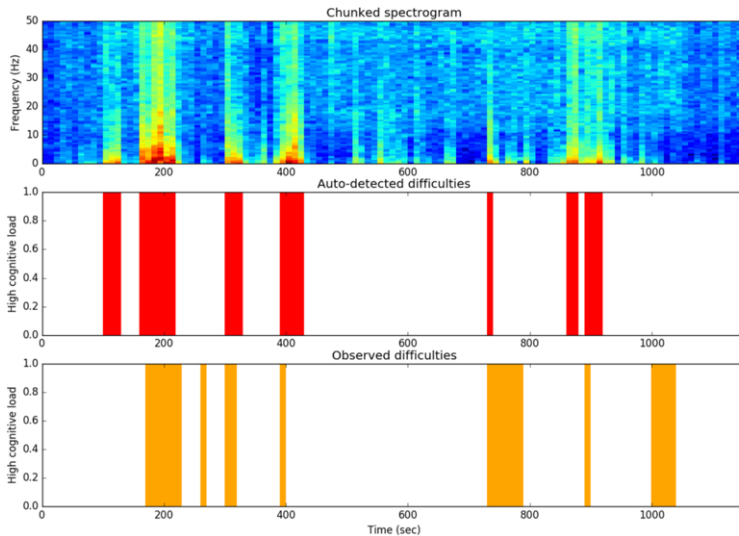 Chunked spectrogram
Frequency (Hz)
50
40
30
20
10
0
0 200 400 600 800 1000
Auto-detected difficulties
High cognitive load
1.0
0.8
0.6
0.4
0.2
0.0
0 200 400 600 800 1000
Observed difficulties
High cognitive load
1.0
0.8
0.6
0.4
0.2
0.0
0 200 400 600 800 1000
Time (sec)